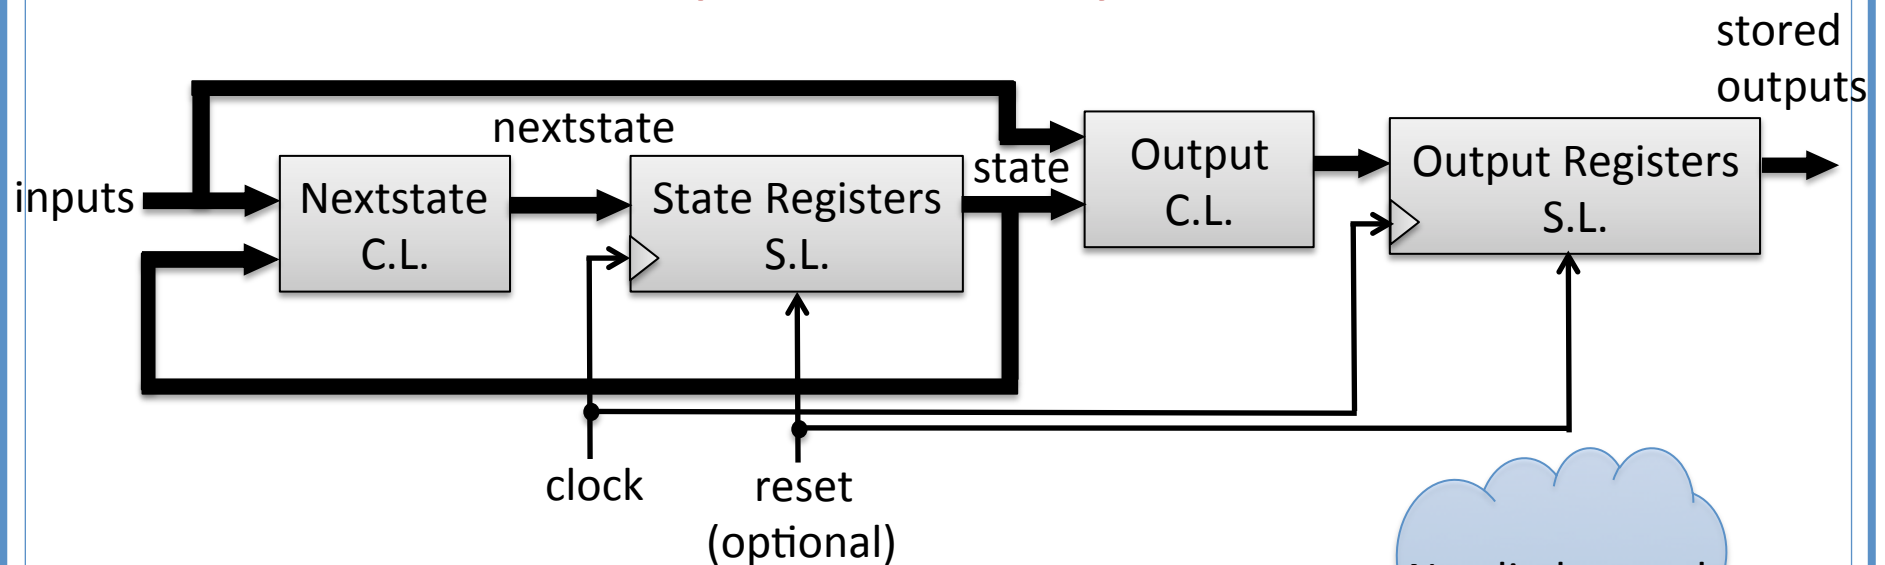 stored
outputs
nextstate
inputs
Nextstate
C.L.
State Registers
S.L.
state
Output
C.L.
Output Registers
S.L.
clock
reset
(optional)